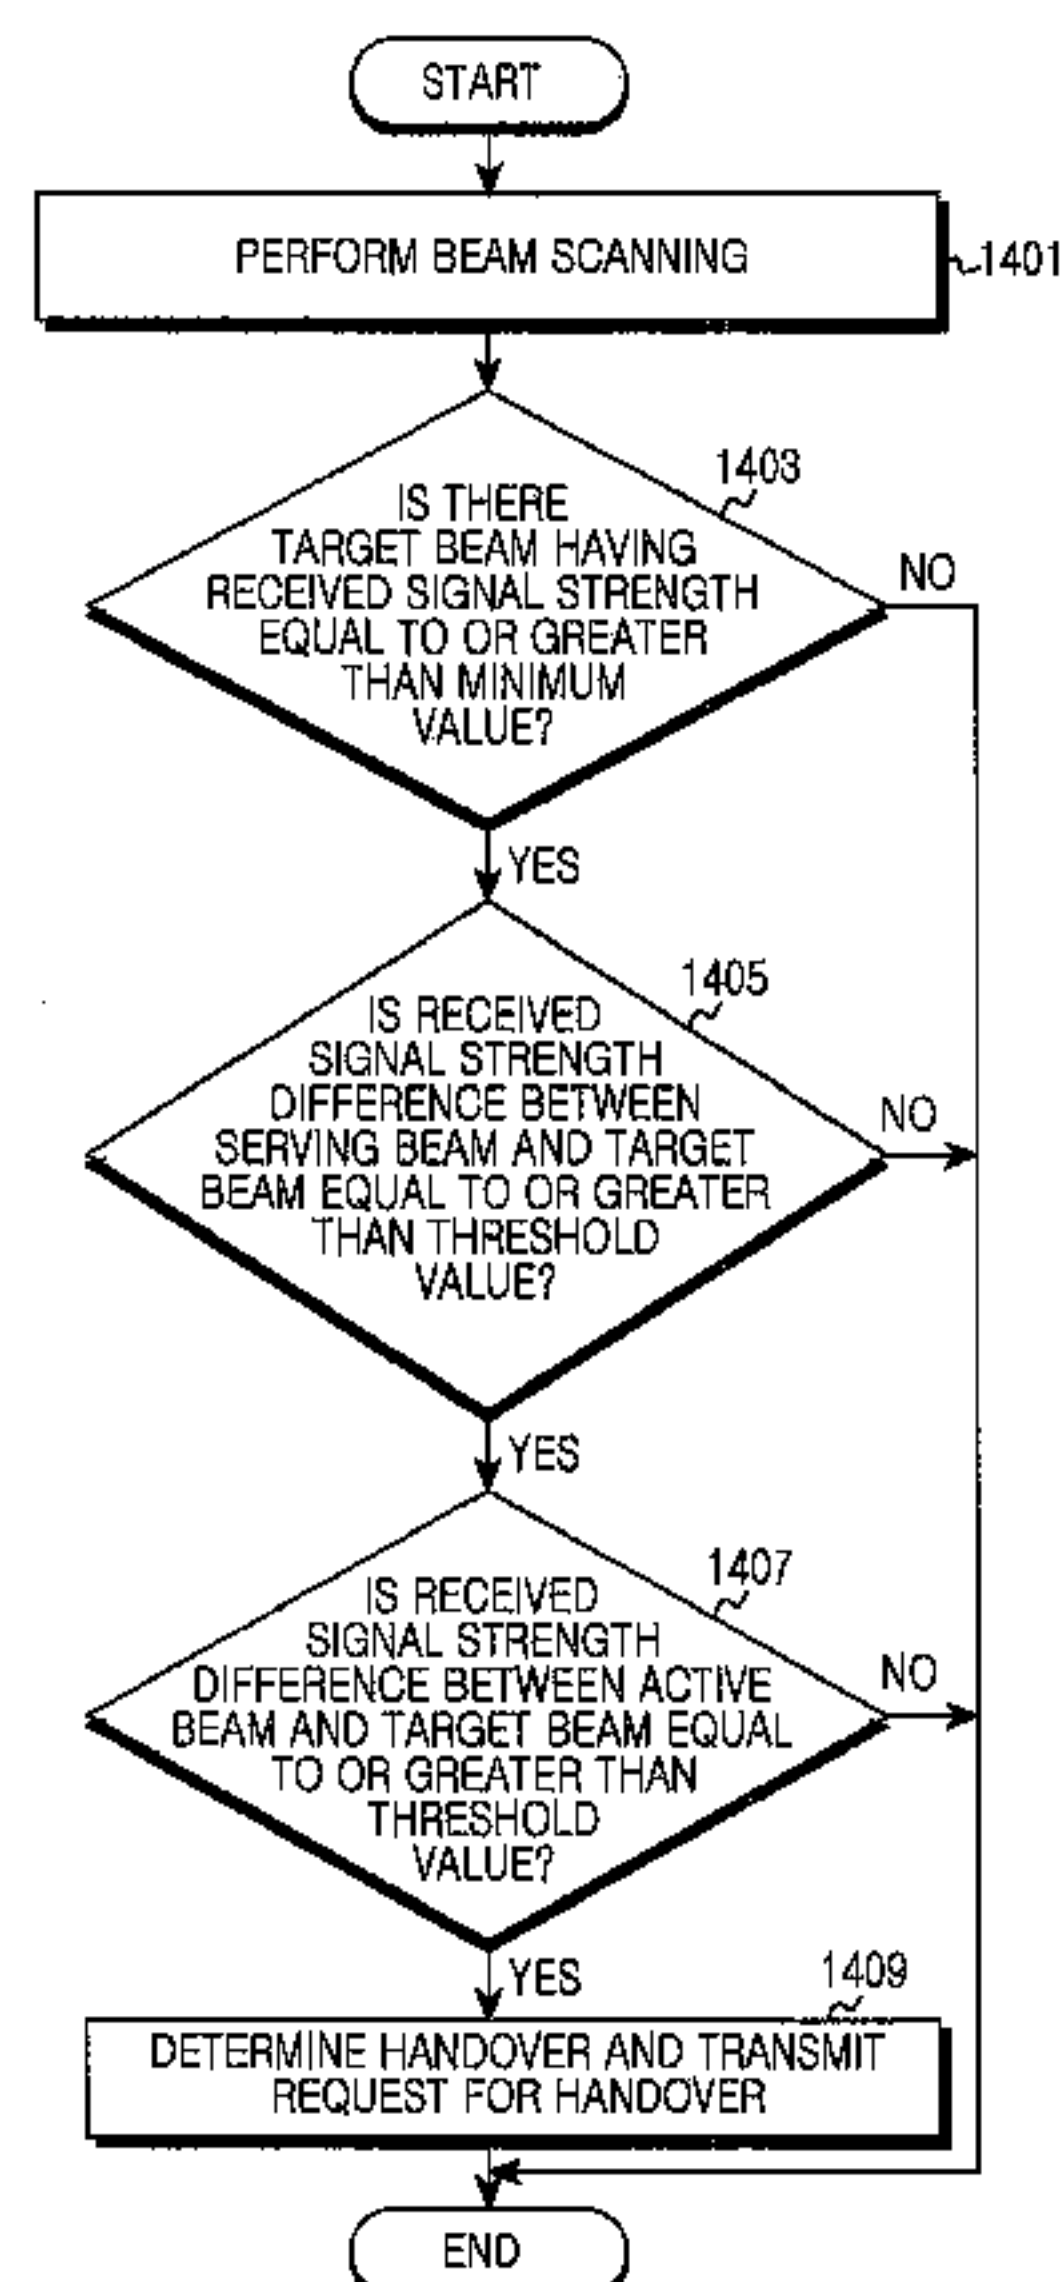 START
PERFORM BEAM SCANNING
1401
1403
IS THERE
TARGET BEAM HAVING
RECEIVED SIGNAL STRENGTH
EQUAL TO OR GREATER
THAN MINIMUM
VALUE?
NO
YES
1405
IS RECEIVED
SIGNAL STRENGTH
DIFFERENCE BETWEEN
SERVING BEAM AND TARGET
BEAM EQUAL TO OR GREATER
THAN THRESHOLD
VALUE?
NO
YES
1407
IS RECEIVED
SIGNAL STRENGTH
DIFFERENCE BETWEEN ACTIVE
BEAM AND TARGET BEAM EQUAL
TO OR GREATER THAN
THRESHOLD
VALUE?
NO
YES
1409
DETERMINE HANDOVER AND TRANSMIT
REQUEST FOR HANDOVER
END